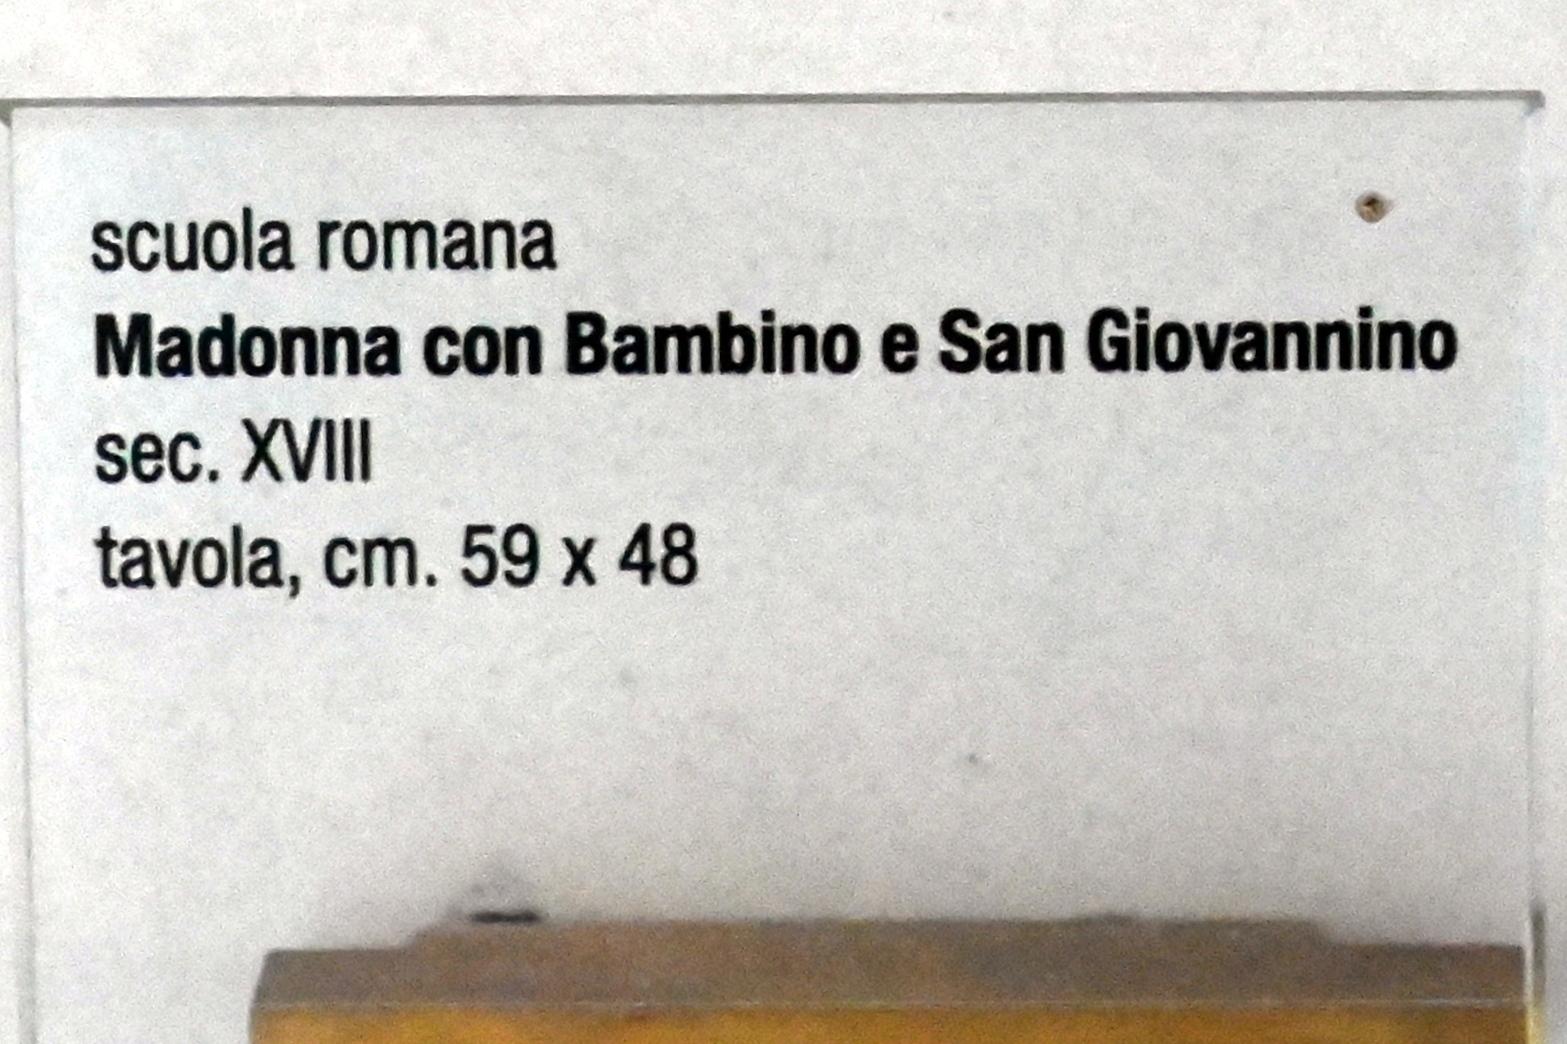 scuola romana
Madonna con Bambino e San Giovannino
sec. XVIII
tavola, cm. 59 x 48